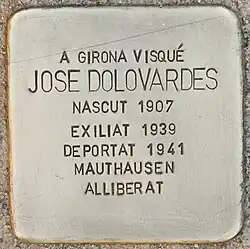 A GIRONA VISQUÉ
JOSE DOLOVARDES
NASCUT 1907
EXILIAT 1939
DEPORTAT 1941
MAUTHAUSEN
ALLIBERAT